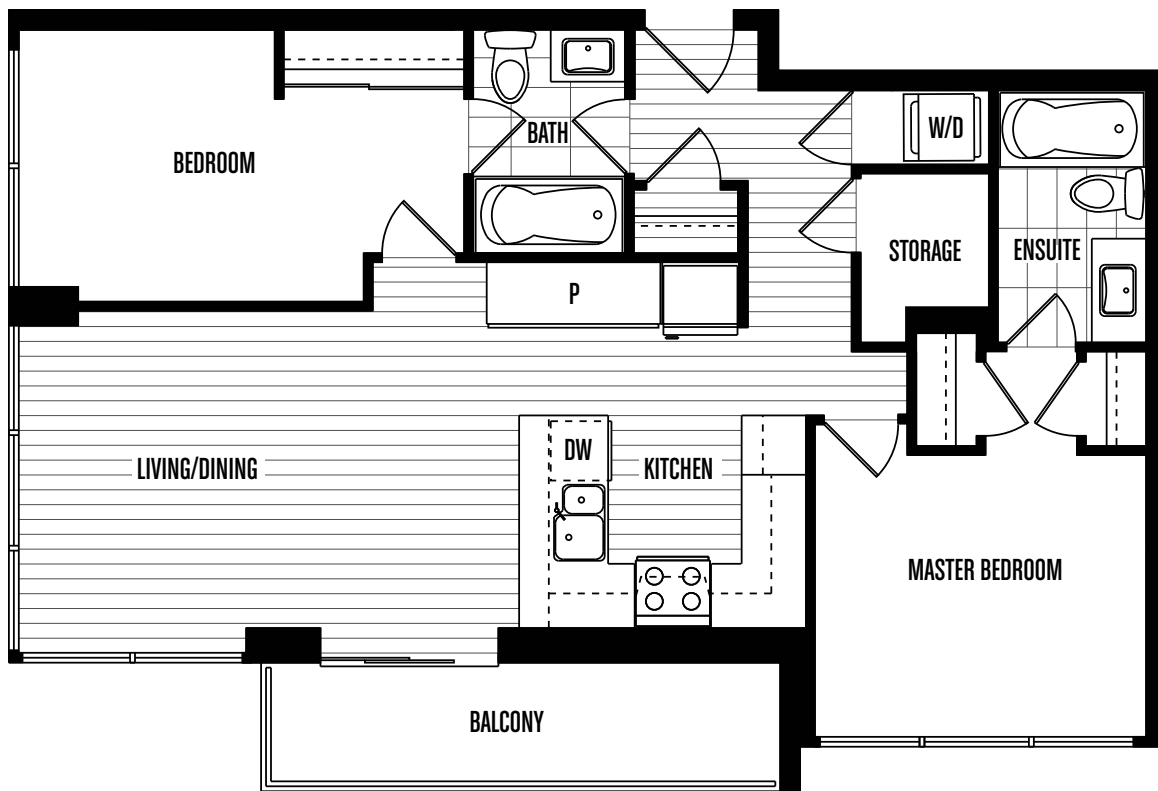 W/D
BATH
BEDROOM
STORAGE
ENSUITE
P
DW
LIVING/DINING
KITCHEN
MASTER BEDROOM
BALCONY